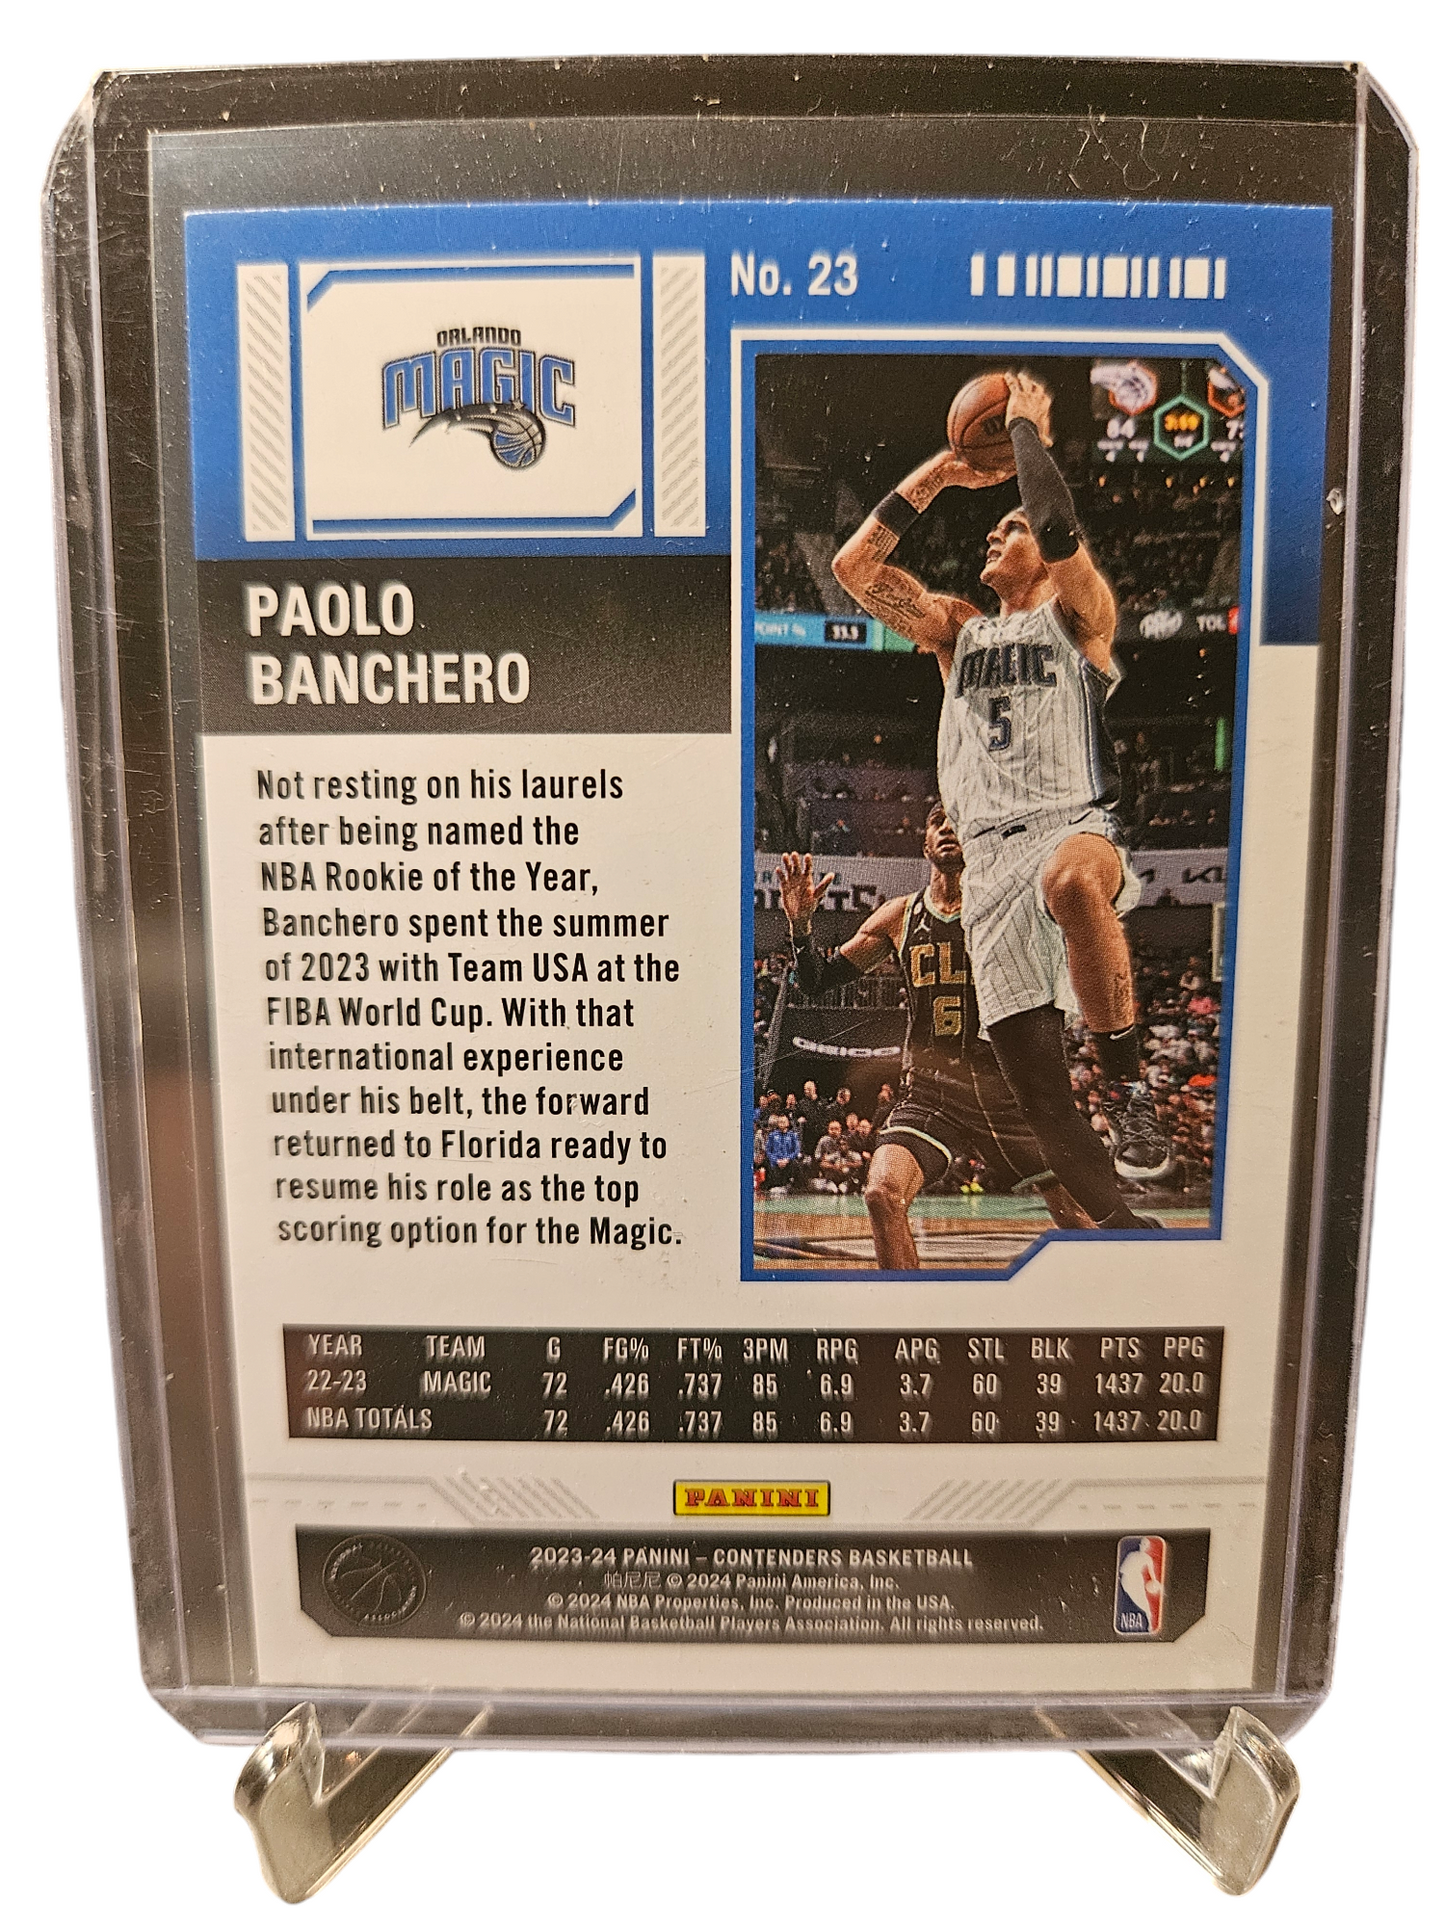 No. 23
ORLANDO
MAGIC
PAOLO
BANCHERO
Not resting on his laurels
after being named the
NBA Rookie of the Year,
Banchero spent the summer
of 2023 with Team USA at the
FIBA World Cup. With that
international experience
under his belt, the forward
returned to Florida ready to
resume his role as the top
scoring option for the Magic.
84
POINT % 33.3
MAGIC
5
CL
6
GEICO
YEAR TEAM G FG% FT% 3PM RPG APG STL BLK PTS PPG
22-23 MAGIC 72 .426 .737 85 6.9 3.7 60 39 1437 20.0
NBA TOTALS 72 .426 .737 85 6.9 3.7 60 39 1437 20.0
PANINI
2023-24 PANINI – CONTENDERS BASKETBALL
帕尼尼 © 2024 Panini America, Inc.
© 2024 NBA Properties, Inc. Produced in the USA.
© 2024 the National Basketball Players Association. All rights reserved.
NBA